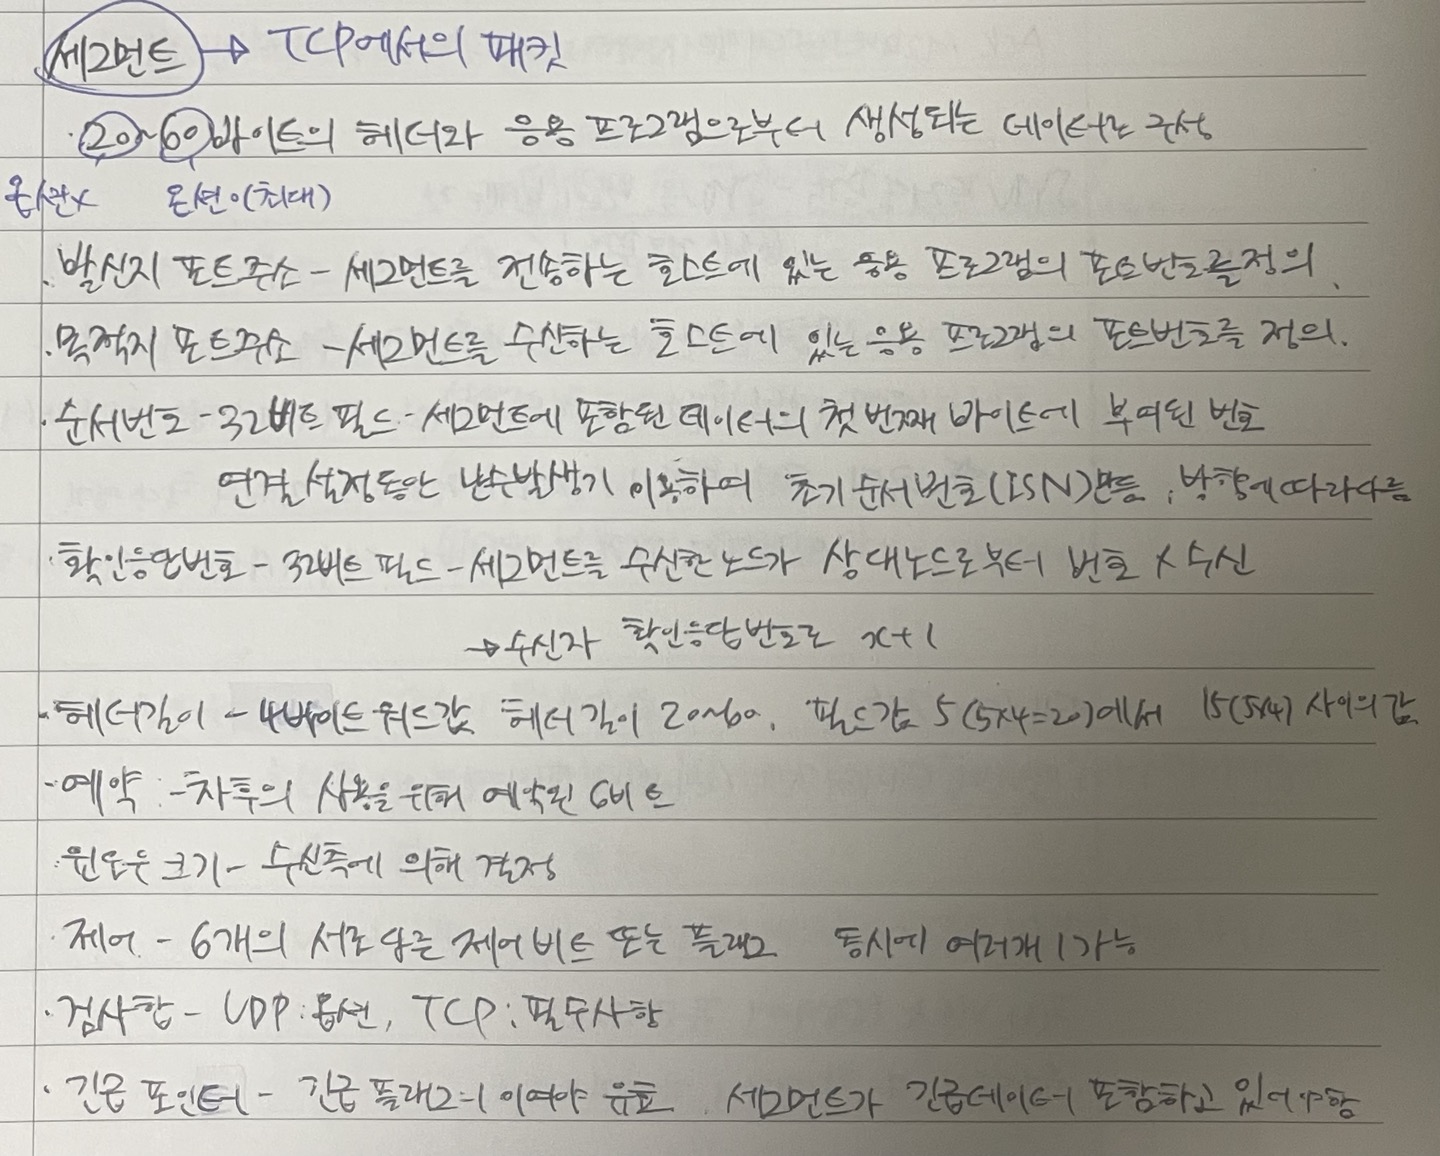 세그먼트 → TCP에서의 패킷
· 20~60 바이트의 헤더와 응용 프로그램으로부터 생성되는 데이터로 구성
옵션x 옵션이(최대)
· 발신지 포트주소 - 세그먼트를 전송하는 호스트에 있는 응용 프로그램의 포트번호를 정의.
· 목적지 포트주소 - 세그먼트를 수신하는 호스트에 있는 응용 프로그램의 포트번호를 정의.
· 순서번호 - 32비트 필드 - 세그먼트에 포함된 데이터의 첫 번째 바이트에 부여된 번호
연결설정동안 난수발생기 이용하여 초기순서번호(ISN)만듬, 방향에따라다름
· 확인응답번호 - 32비트 필드 - 세그먼트를 수신한 노드가 상대노드로부터 번호 x 수신
→ 수신자 확인응답번호로 x+1
· 헤더길이 - 4바이트 워드값 헤더길이 20~60. 필드값 5(5x4=20)에서 15(5x4) 사이의 값
· 예약 : - 차후의 사용을 위해 예약된 6비트
· 윈도우 크기 - 수신측에 의해 결정
· 제어 - 6개의 서로 다른 제어비트 또는 플래그 동시에 여러개 1 가능
· 검사합 - UDP : 옵션, TCP : 필수사항
· 긴급 포인터 - 긴급플래그=1 이여야 유효. 세그먼트가 긴급데이터 포함하고 있어야함